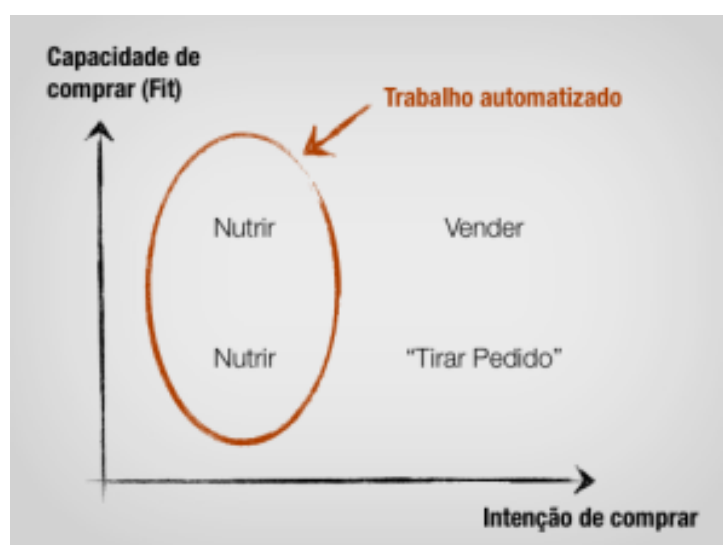 Capacidade de
comprar (Fit)
Trabalho automatizado
Nutrir
Vender
Nutrir
“Tirar Pedido”
Intenção de comprar